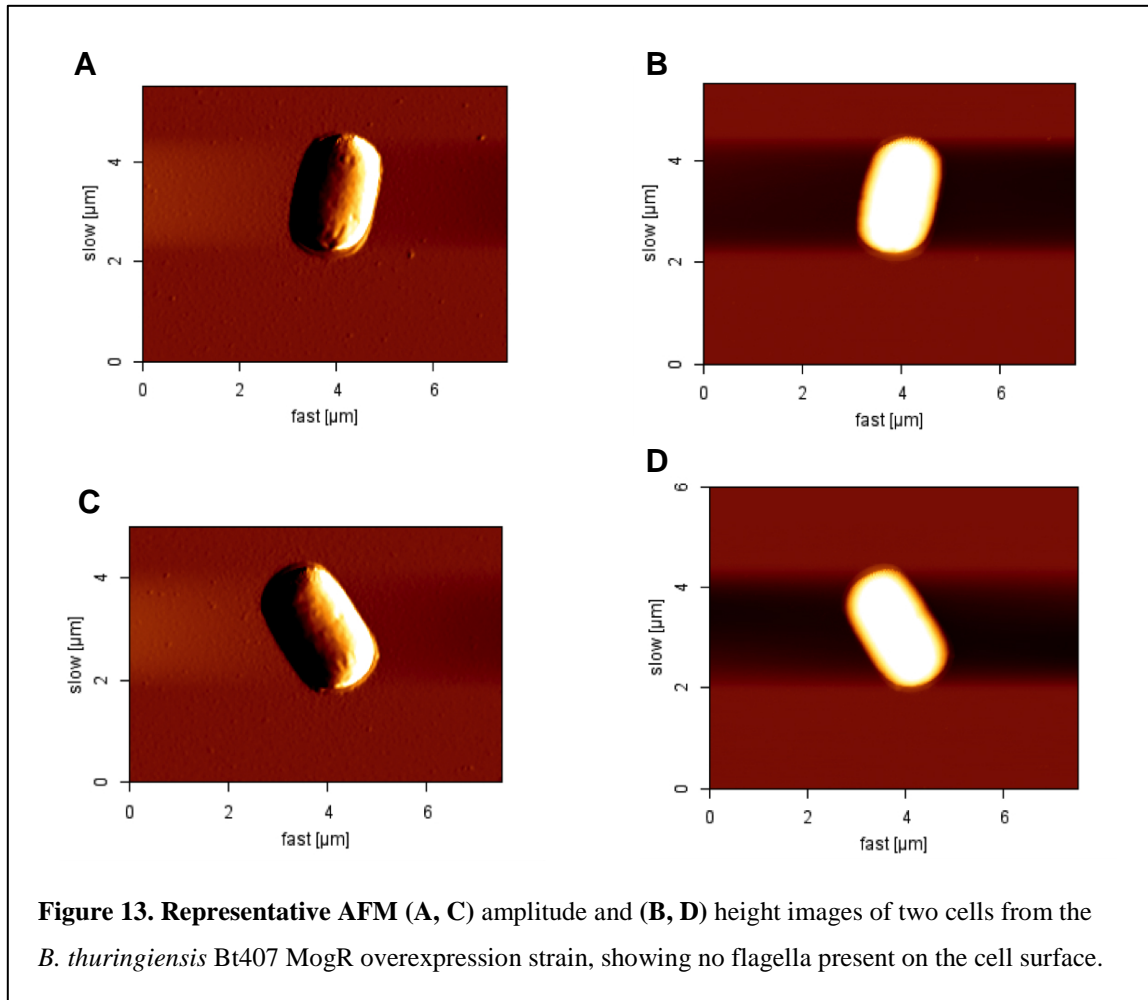 A
B
slow [µm]
4
2
0
0
2
4
6
fast [µm]
slow [µm]
4
2
0
0
2
4
6
fast [µm]
C
D
slow [µm]
4
2
0
0
2
4
6
fast [µm]
slow [µm]
6
4
2
0
0
2
4
6
fast [µm]
Figure 13. Representative AFM (A, C) amplitude and (B, D) height images of two cells from the
B. thuringiensis Bt407 MogR overexpression strain, showing no flagella present on the cell surface.